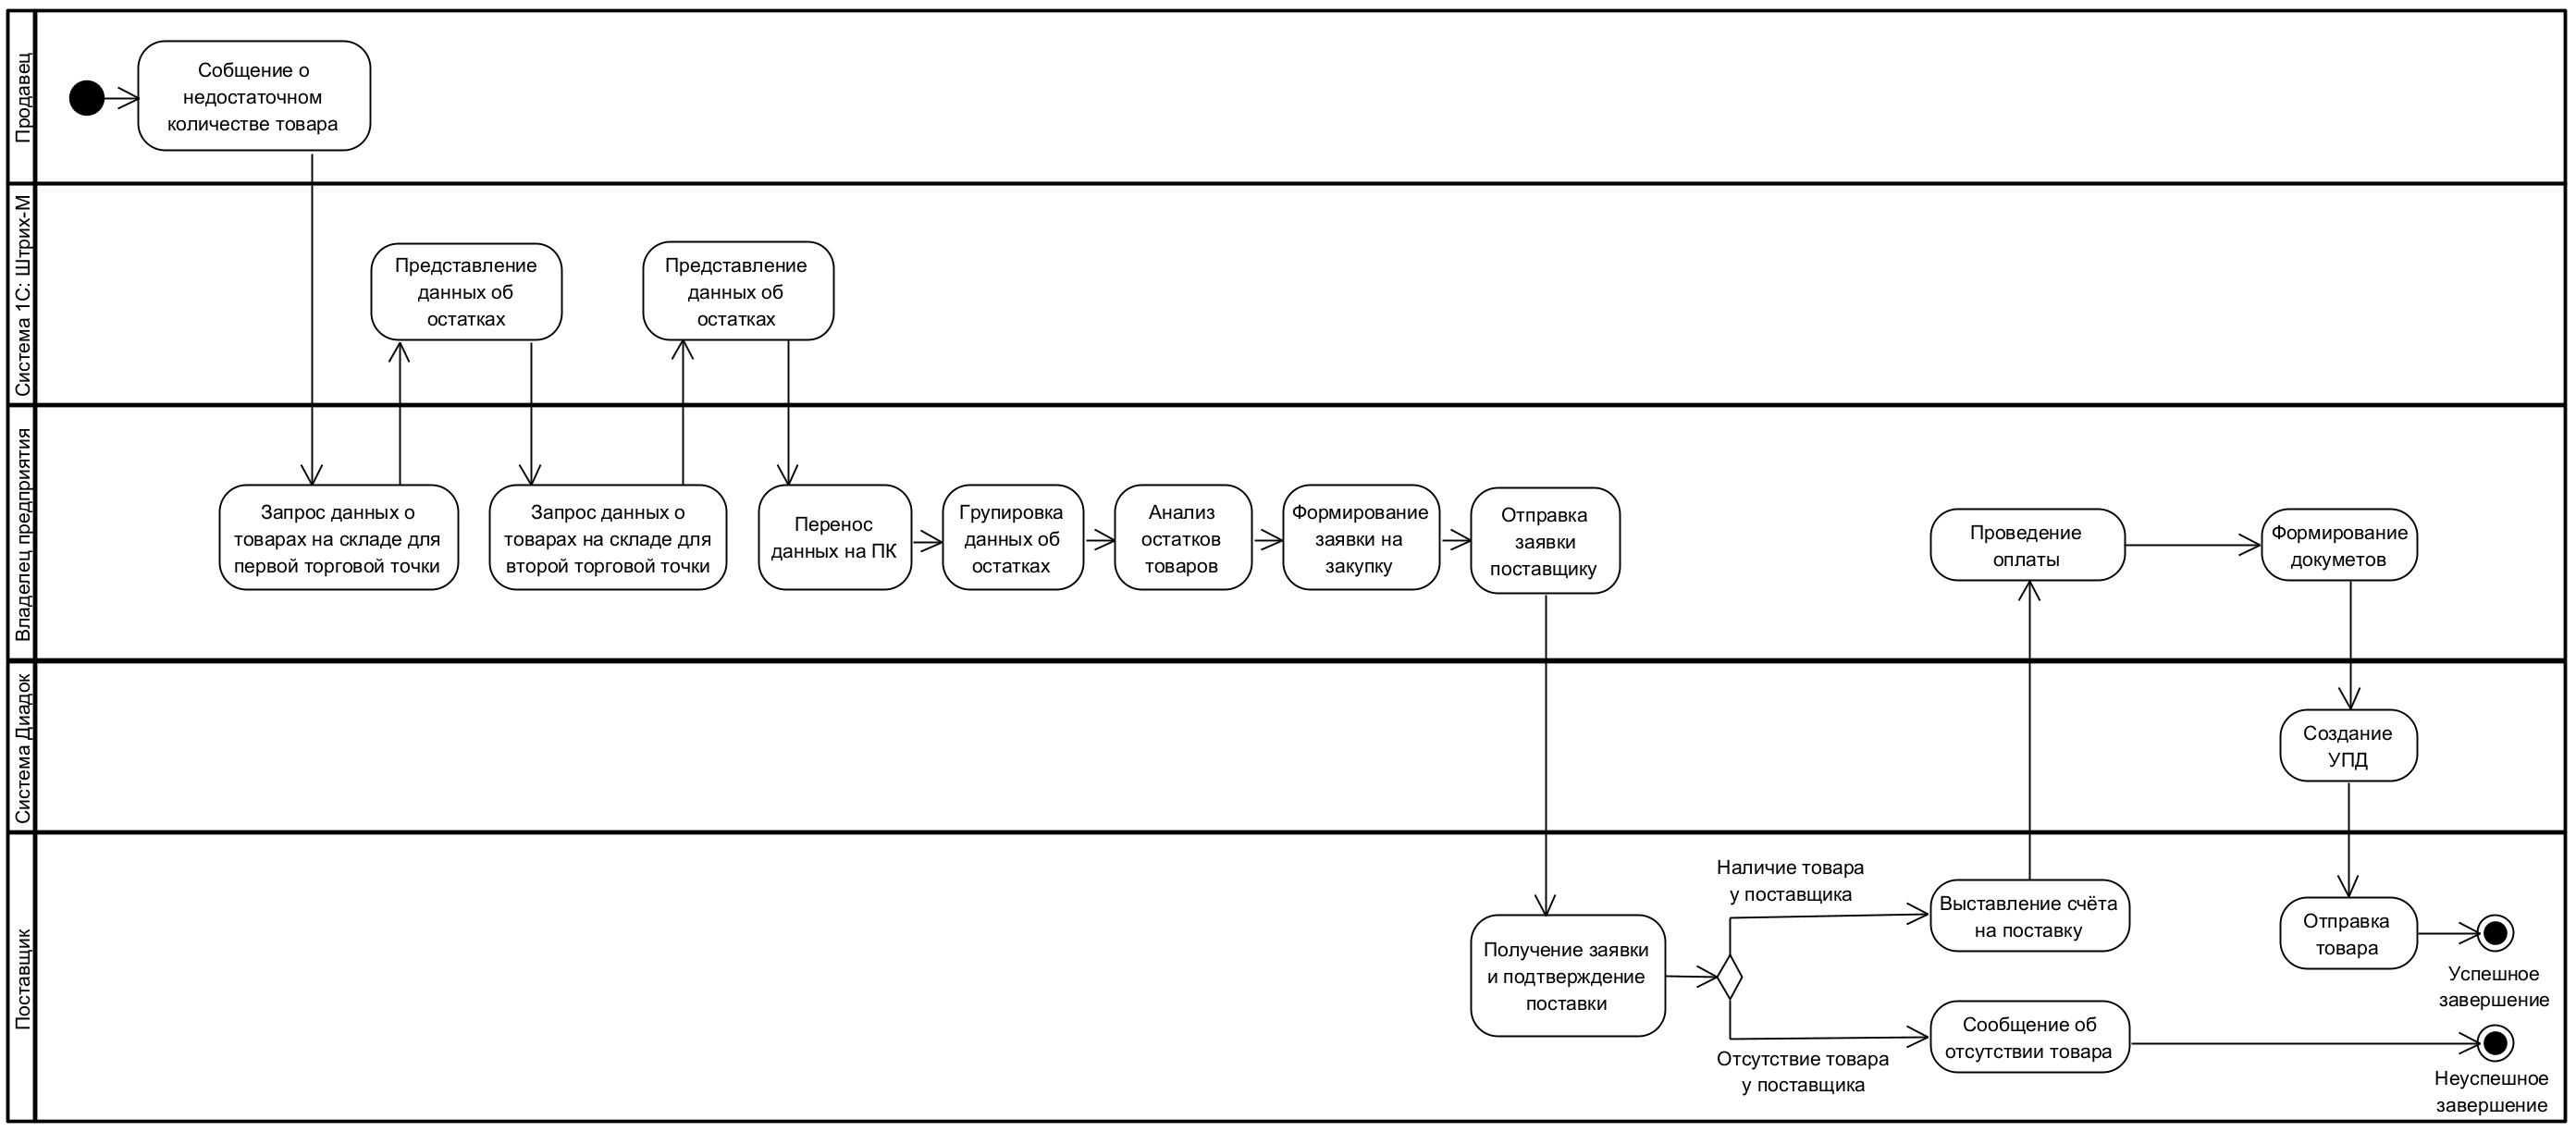 Продавец
Собщение о
недостаточном
количестве товара
Система 1С: Штрих-М
Представление
данных об
остатках
Представление
данных об
остатках
Владелец предприятия
Запрос данных о
товарах на складе для
первой торговой точки
Запрос данных о
товарах на складе для
второй торговой точки
Перенос
данных на ПК
Групировка
данных об
остатках
Анализ
остатков
товаров
Формирование
заявки на
закупку
Отправка
заявки
поставщику
Проведение
оплаты
Формирование
докуметов
Система Диадок
Создание
УПД
Поставщик
Получение заявки
и подтверждение
поставки
Наличие товара
у поставщика
Отсутствие товара
у поставщика
Выставление счёта
на поставку
Сообщение об
отсутствии товара
Отправка
товара
Успешное
завершение
Неуспешное
завершение